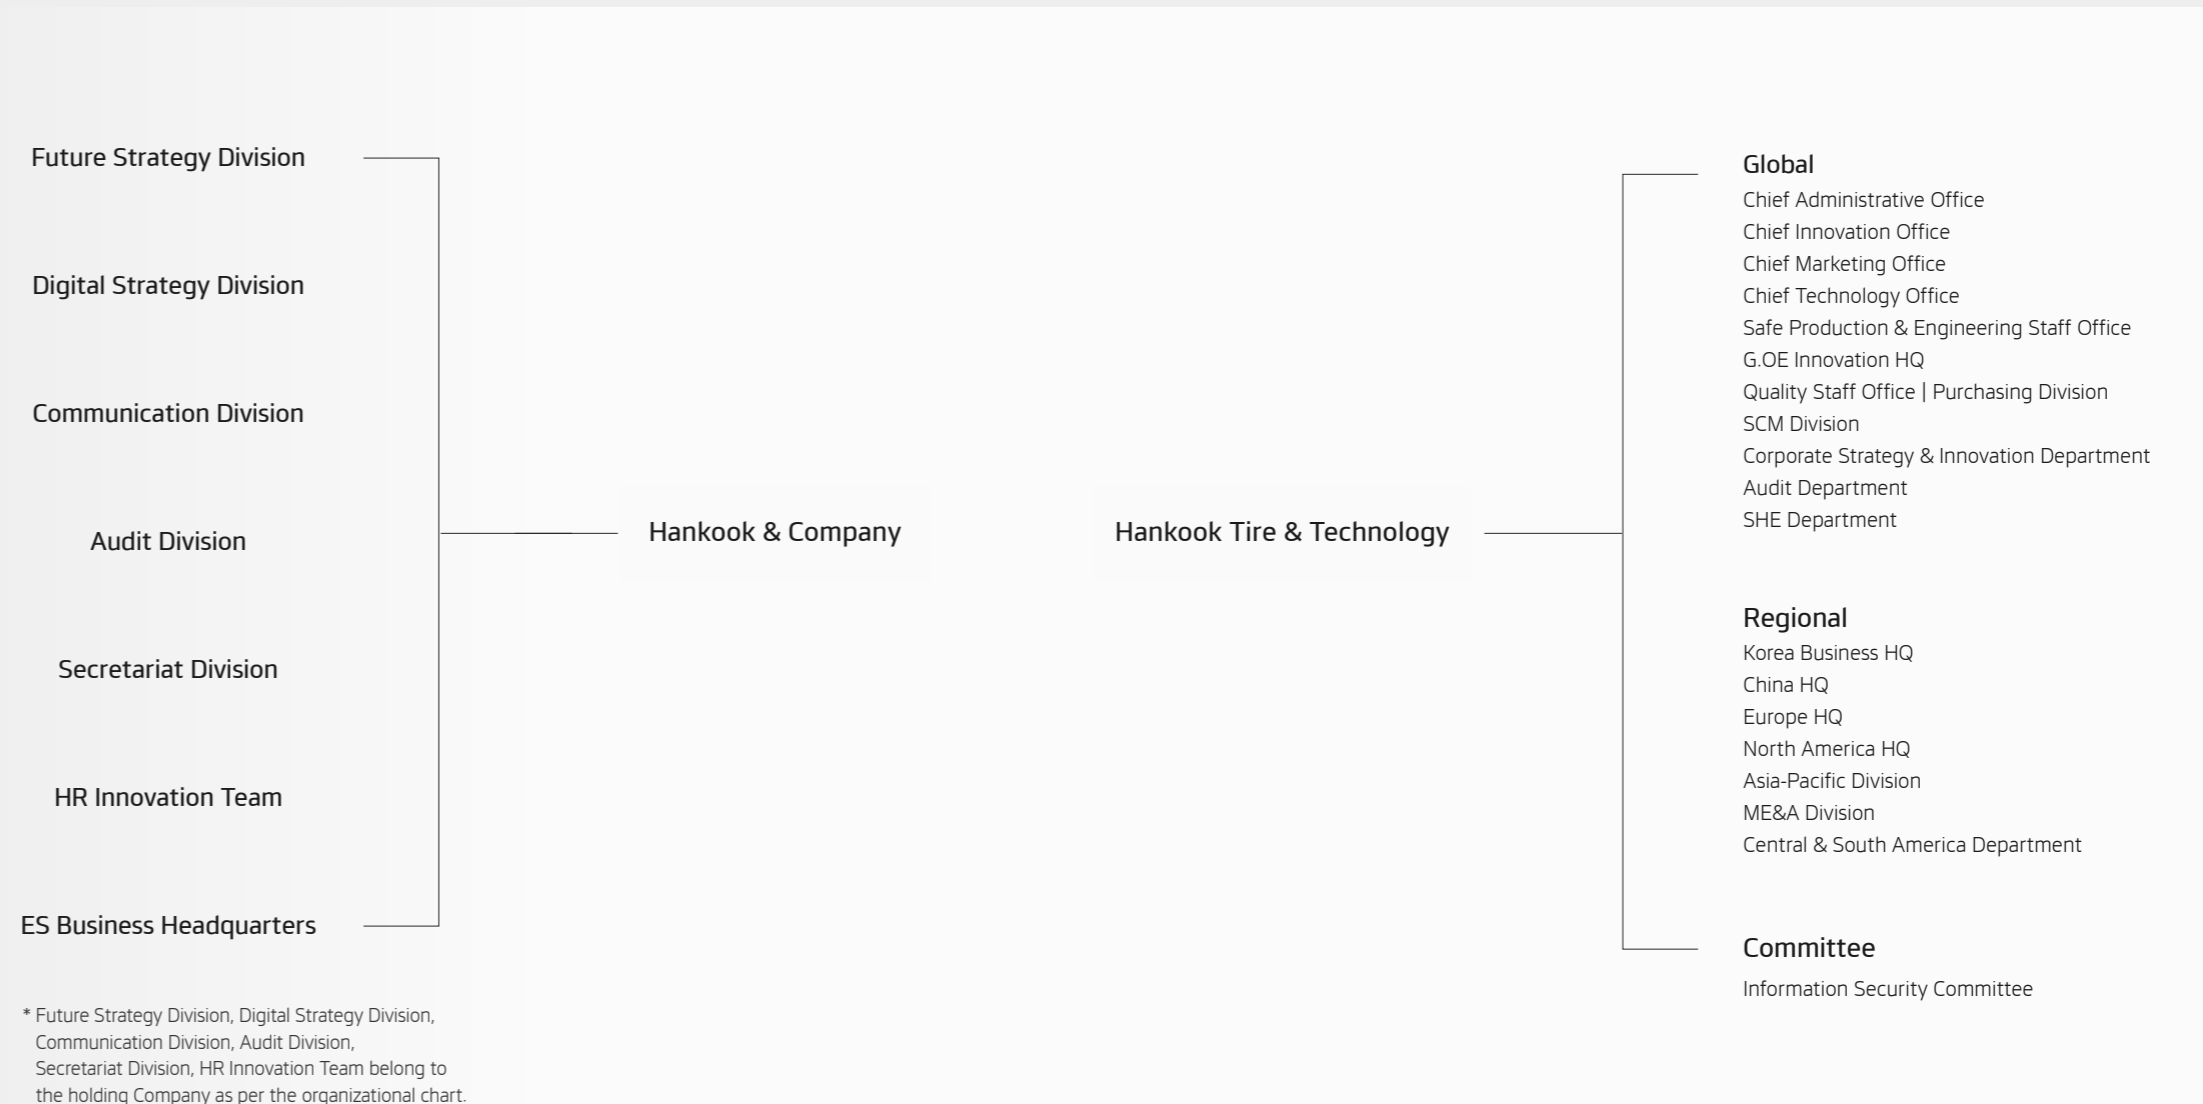 Future Strategy Division
Digital Strategy Division
Communication Division
Audit Division
Secretariat Division
HR Innovation Team
ES Business Headquarters
* Future Strategy Division, Digital Strategy Division,
Communication Division, Audit Division,
Secretariat Division, HR Innovation Team belong to
the holding Company as per the organizational chart.
Hankook & Company
Hankook Tire & Technology
Global
Chief Administrative Office
Chief Innovation Office
Chief Marketing Office
Chief Technology Office
Safe Production & Engineering Staff Office
G.OE Innovation HQ
Quality Staff Office | Purchasing Division
SCM Division
Corporate Strategy & Innovation Department
Audit Department
SHE Department
Regional
Korea Business HQ
China HQ
Europe HQ
North America HQ
Asia-Pacific Division
ME&A Division
Central & South America Department
Committee
Information Security Committee